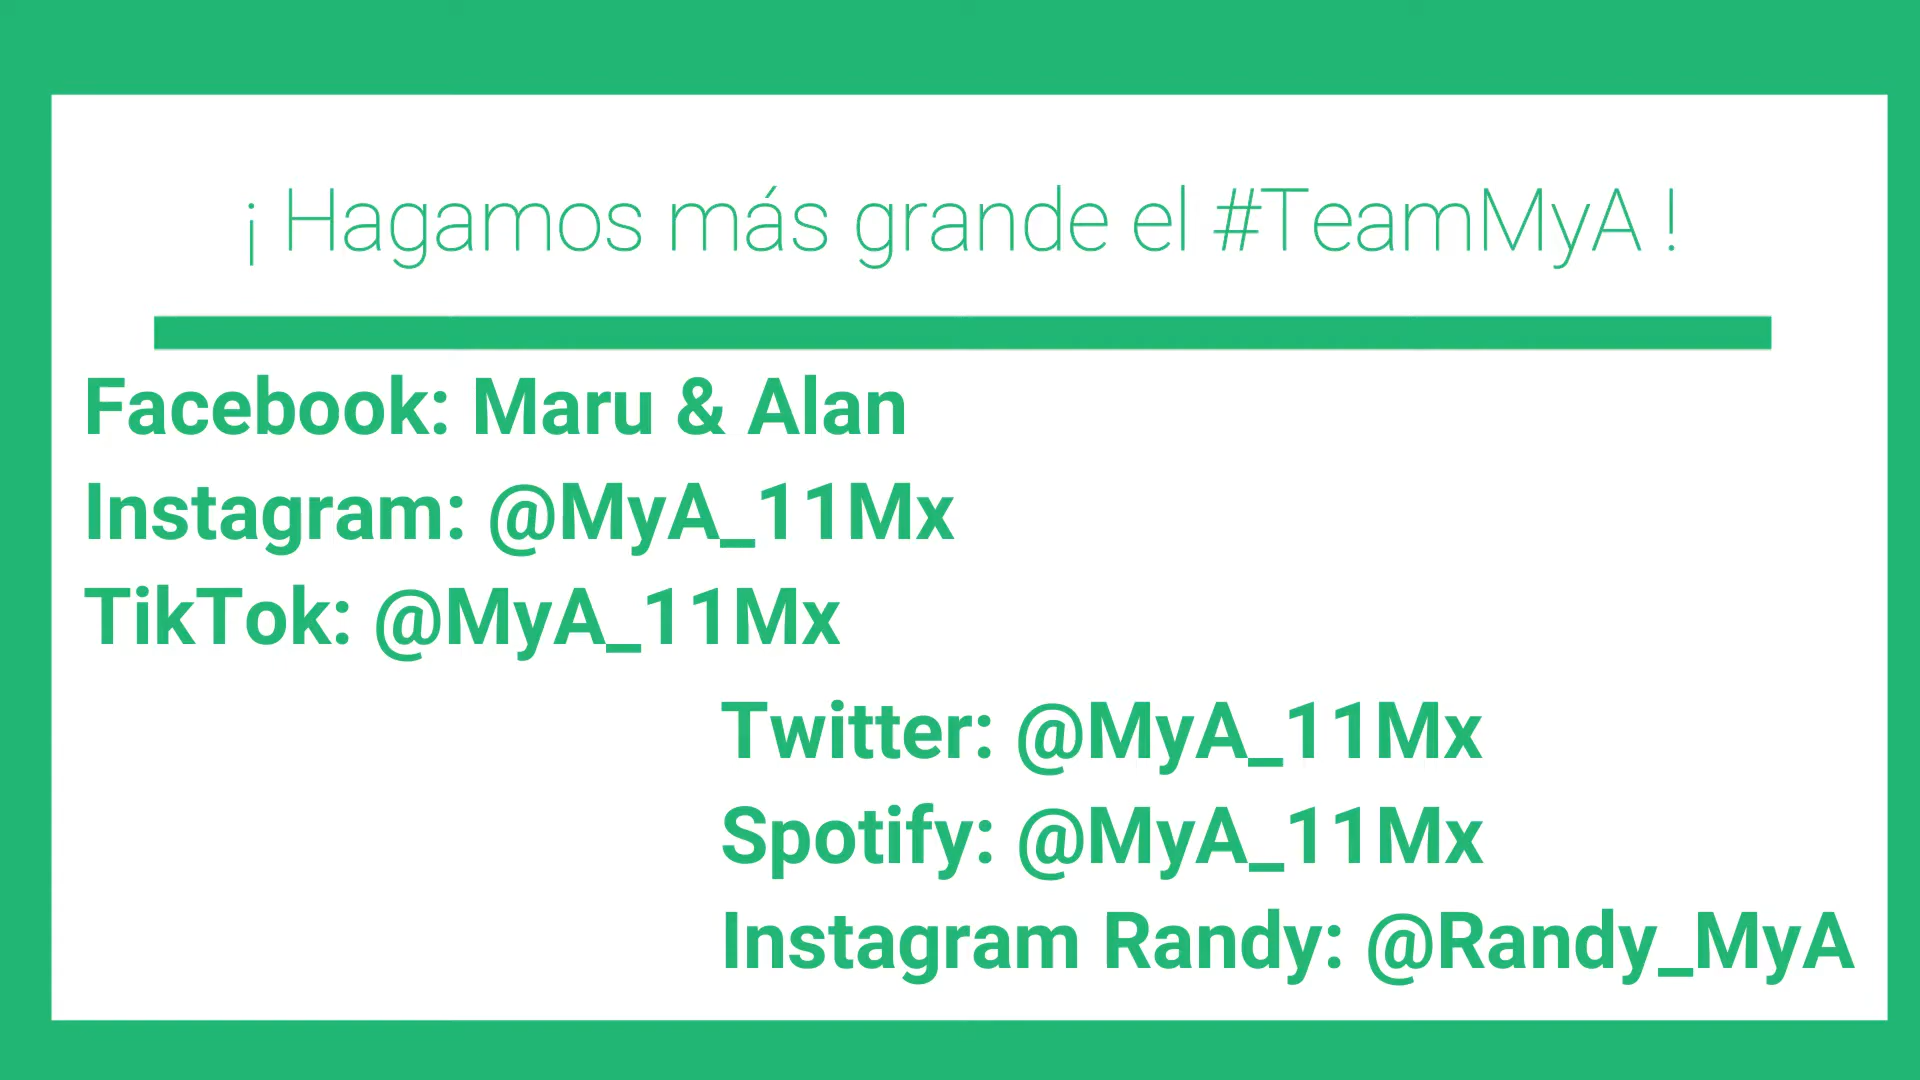 ¡ Hagamos más grande el #TeamMyA !
Facebook: Maru & Alan
Instagram: @MyA_11Mx
TikTok: @MyA_11Mx
Twitter: @MyA_11Mx
Spotify: @MyA_11Mx
Instagram Randy: @Randy_MyA